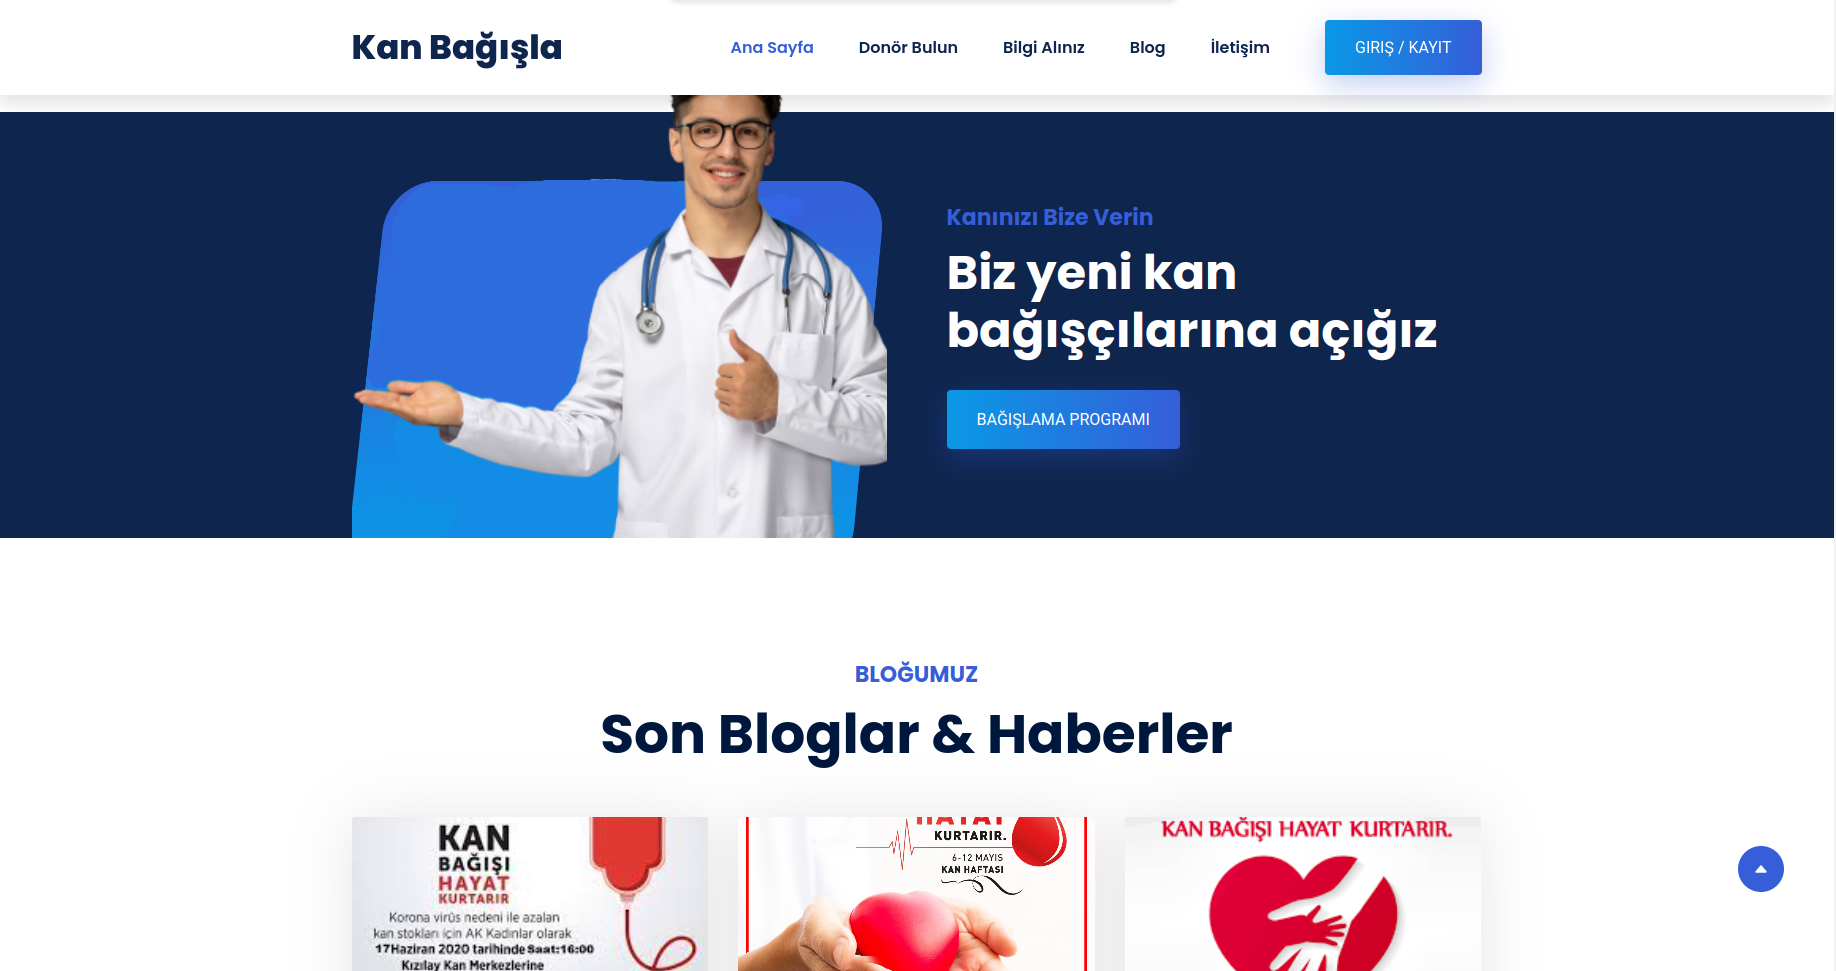 Kan Bağışla
Ana Sayfa
Donör Bulun
Bilgi Alınız
Blog
İletişim
GIRIŞ / KAYIT
Kanınızı Bize Verin
Biz yeni kan
bağışçılarına açığız
BAĞIŞLAMA PROGRAMI
BLOĞUMUZ
Son Bloglar & Haberler
KAN
BAĞIŞI
HAYAT
KURTARIR
Korona virüs nedeni ile azalan
kan stokları için AK Kadınlar olarak
17Haziran 2020 tarihinde Saat:16:00
Kızılay Kan Merkezlerine
HAYAT
KURTARIR.
6-12 MAYIS
KAN HAFTASI
KAN BAĞIŞI HAYAT KURTARIR.